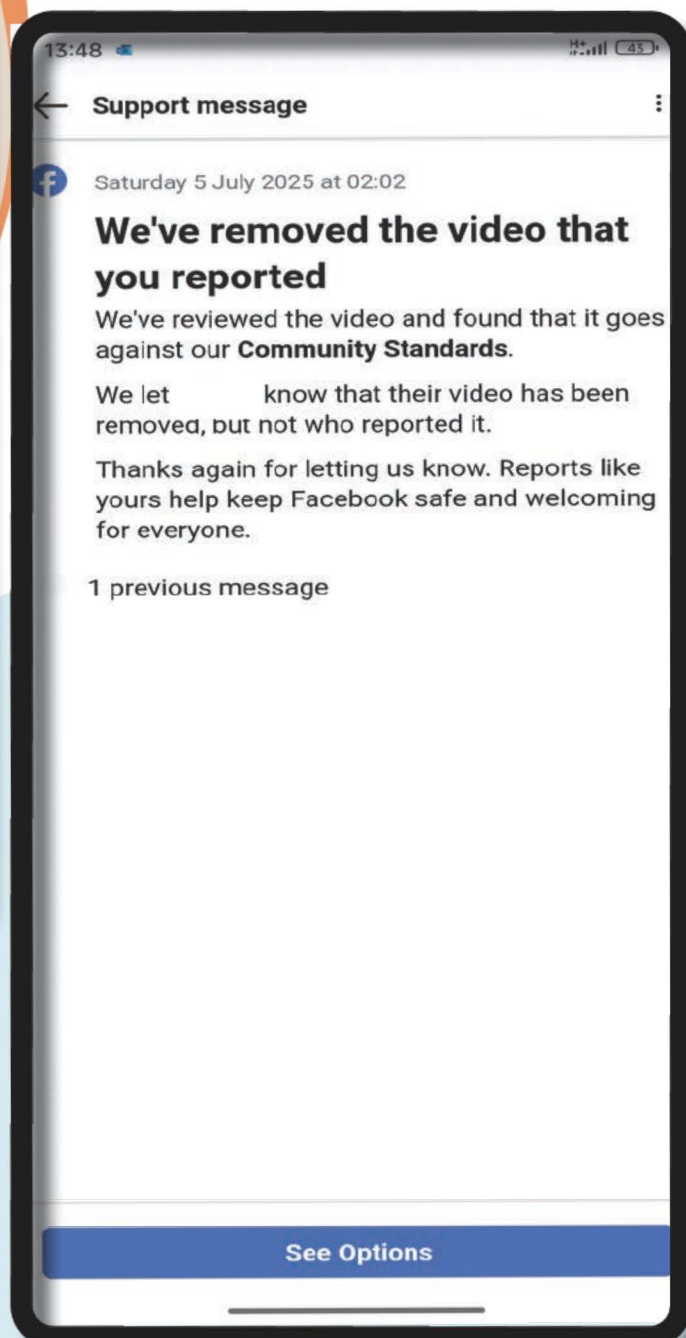 13:48
H+ 43
Support message
Saturday 5 July 2025 at 02:02
We've removed the video that
you reported
We've reviewed the video and found that it goes
against our Community Standards.
We let know that their video has been
removed, but not who reported it.
Thanks again for letting us know. Reports like
yours help keep Facebook safe and welcoming
for everyone.
1 previous message
See Options